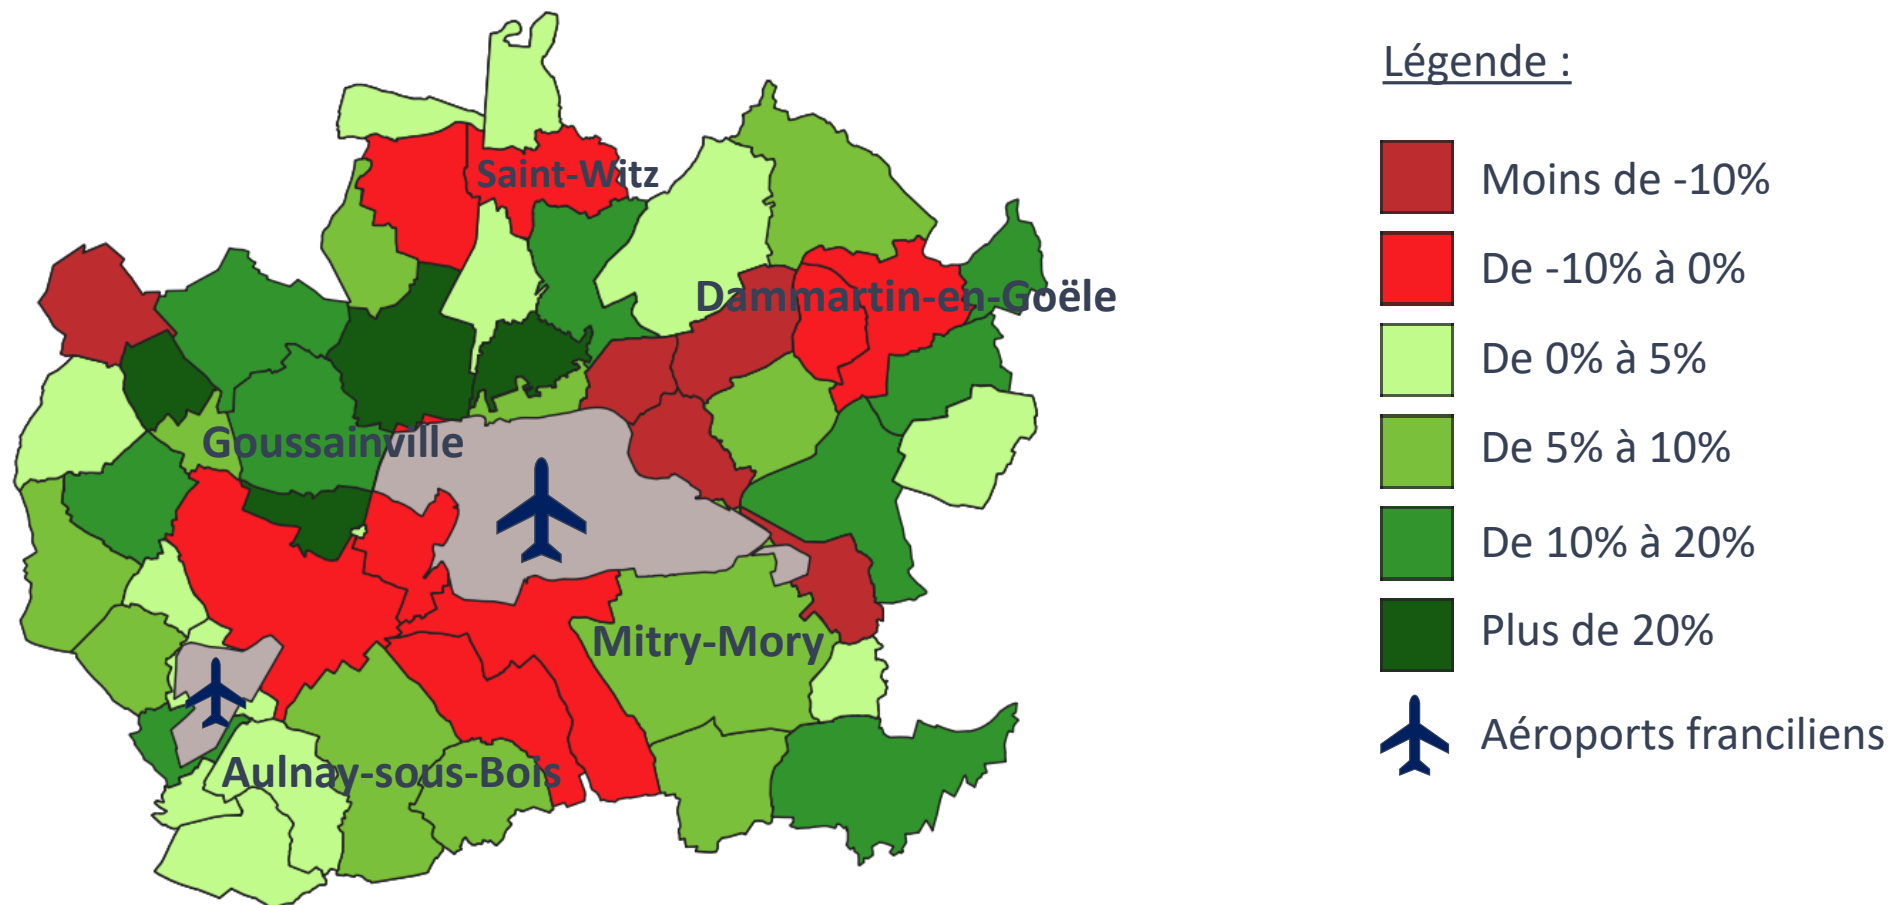 Légende :
Saint-Witz
Moins de -10%
De -10% à 0%
Dammartin-en-Goële
De 0% à 5%
Goussainville
De 5% à 10%
De 10% à 20%
Mitry-Mory
Plus de 20%
Aéroports franciliens
Aulnay-sous-Bois